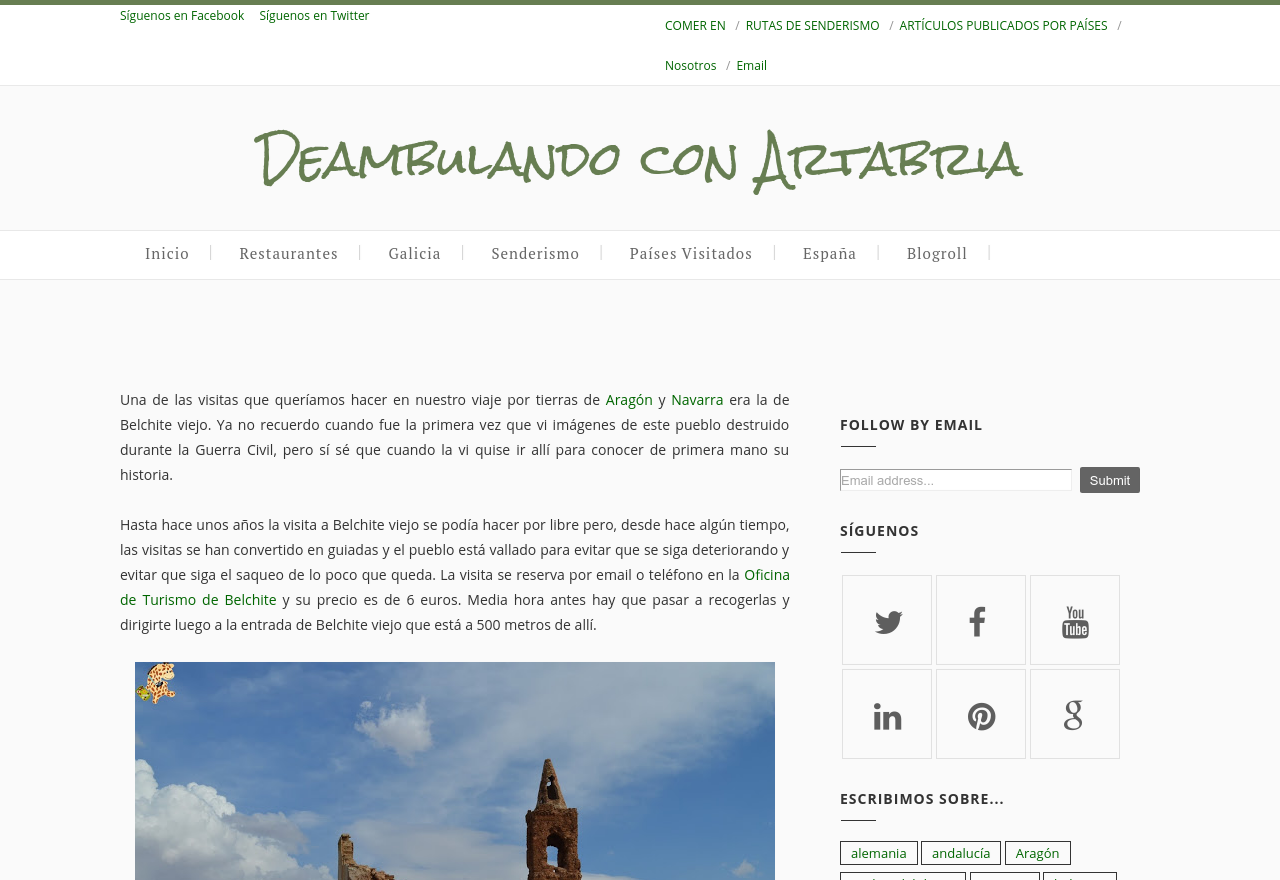 Síguenos en Facebook Síguenos en Twitter
COMER EN / RUTAS DE SENDERISMO / ARTÍCULOS PUBLICADOS POR PAÍSES /
Nosotros / Email
Deambulando con Artabria
Inicio Restaurantes Galicia Senderismo Países Visitados España Blogroll
Una de las visitas que queríamos hacer en nuestro viaje por tierras de Aragón y Navarra era la de
Belchite viejo. Ya no recuerdo cuando fue la primera vez que vi imágenes de este pueblo destruido
durante la Guerra Civil, pero sí sé que cuando la vi quise ir allí para conocer de primera mano su
historia.
Hasta hace unos años la visita a Belchite viejo se podía hacer por libre pero, desde hace algún tiempo,
las visitas se han convertido en guiadas y el pueblo está vallado para evitar que se siga deteriorando y
evitar que siga el saqueo de lo poco que queda. La visita se reserva por email o teléfono en la Oficina
de Turismo de Belchite y su precio es de 6 euros. Media hora antes hay que pasar a recogerlas y
dirigirte luego a la entrada de Belchite viejo que está a 500 metros de allí.
FOLLOW BY EMAIL
Email address... Submit
SÍGUENOS
You
Tube
ESCRIBIMOS SOBRE...
alemania andalucía Aragón